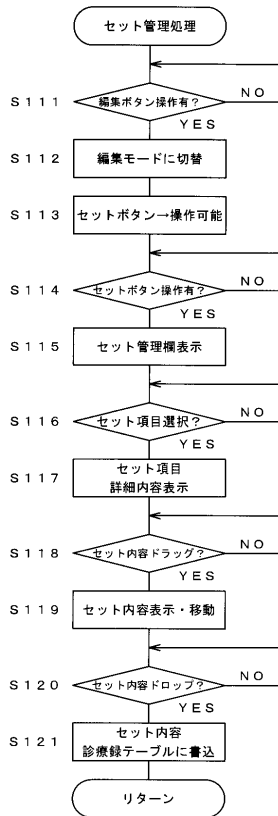 セット管理処理
S111 編集ボタン操作有? NO
YES
S112 編集モードに切替
S113 セットボタン→操作可能
S114 セットボタン操作有? NO
YES
S115 セット管理欄表示
S116 セット項目選択? NO
YES
S117 セット項目
詳細内容表示
S118 セット内容ドラッグ? NO
YES
S119 セット内容表示・移動
S120 セット内容ドロップ? NO
YES
S121 セット内容
診療録テーブルに書込
リターン